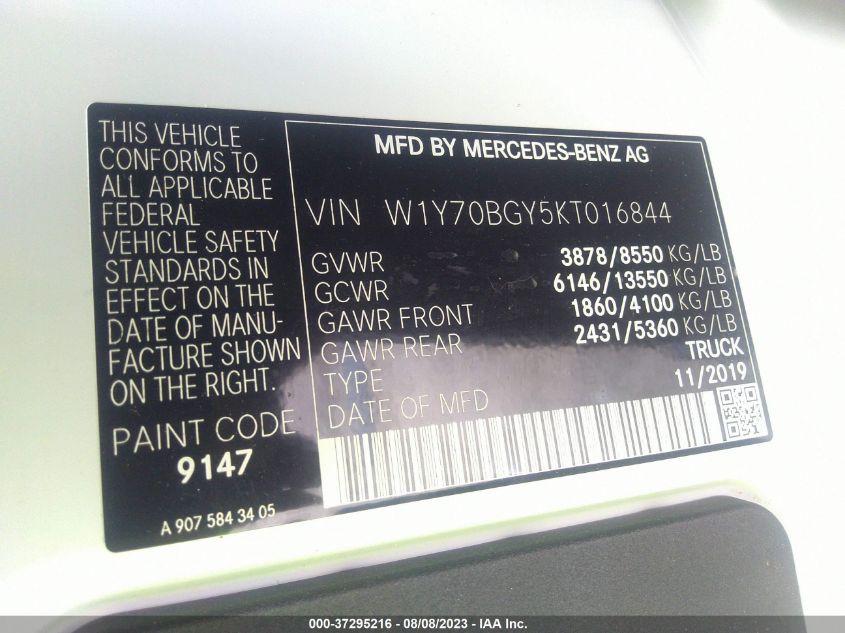 THIS VEHICLE
CONFORMS TO
ALL APPLICABLE
FEDERAL
VEHICLE SAFETY
STANDARDS IN
EFFECT ON THE
DATE OF MANU-
FACTURE SHOWN
ON THE RIGHT.
PAINT CODE
9147
A 907 584 34 05
MFD BY MERCEDES-BENZ AG
VIN W1Y70BGY5KT016844
GVWR 3878/8550 KG/LB
GCWR 6146/13550 KG/LB
GAWR FRONT 1860/4100 KG/LB
GAWR REAR 2431/5360 KG/LB
TYPE TRUCK
DATE OF MFD 11/2019
000-37295216 - 08/08/2023 - IAA Inc.